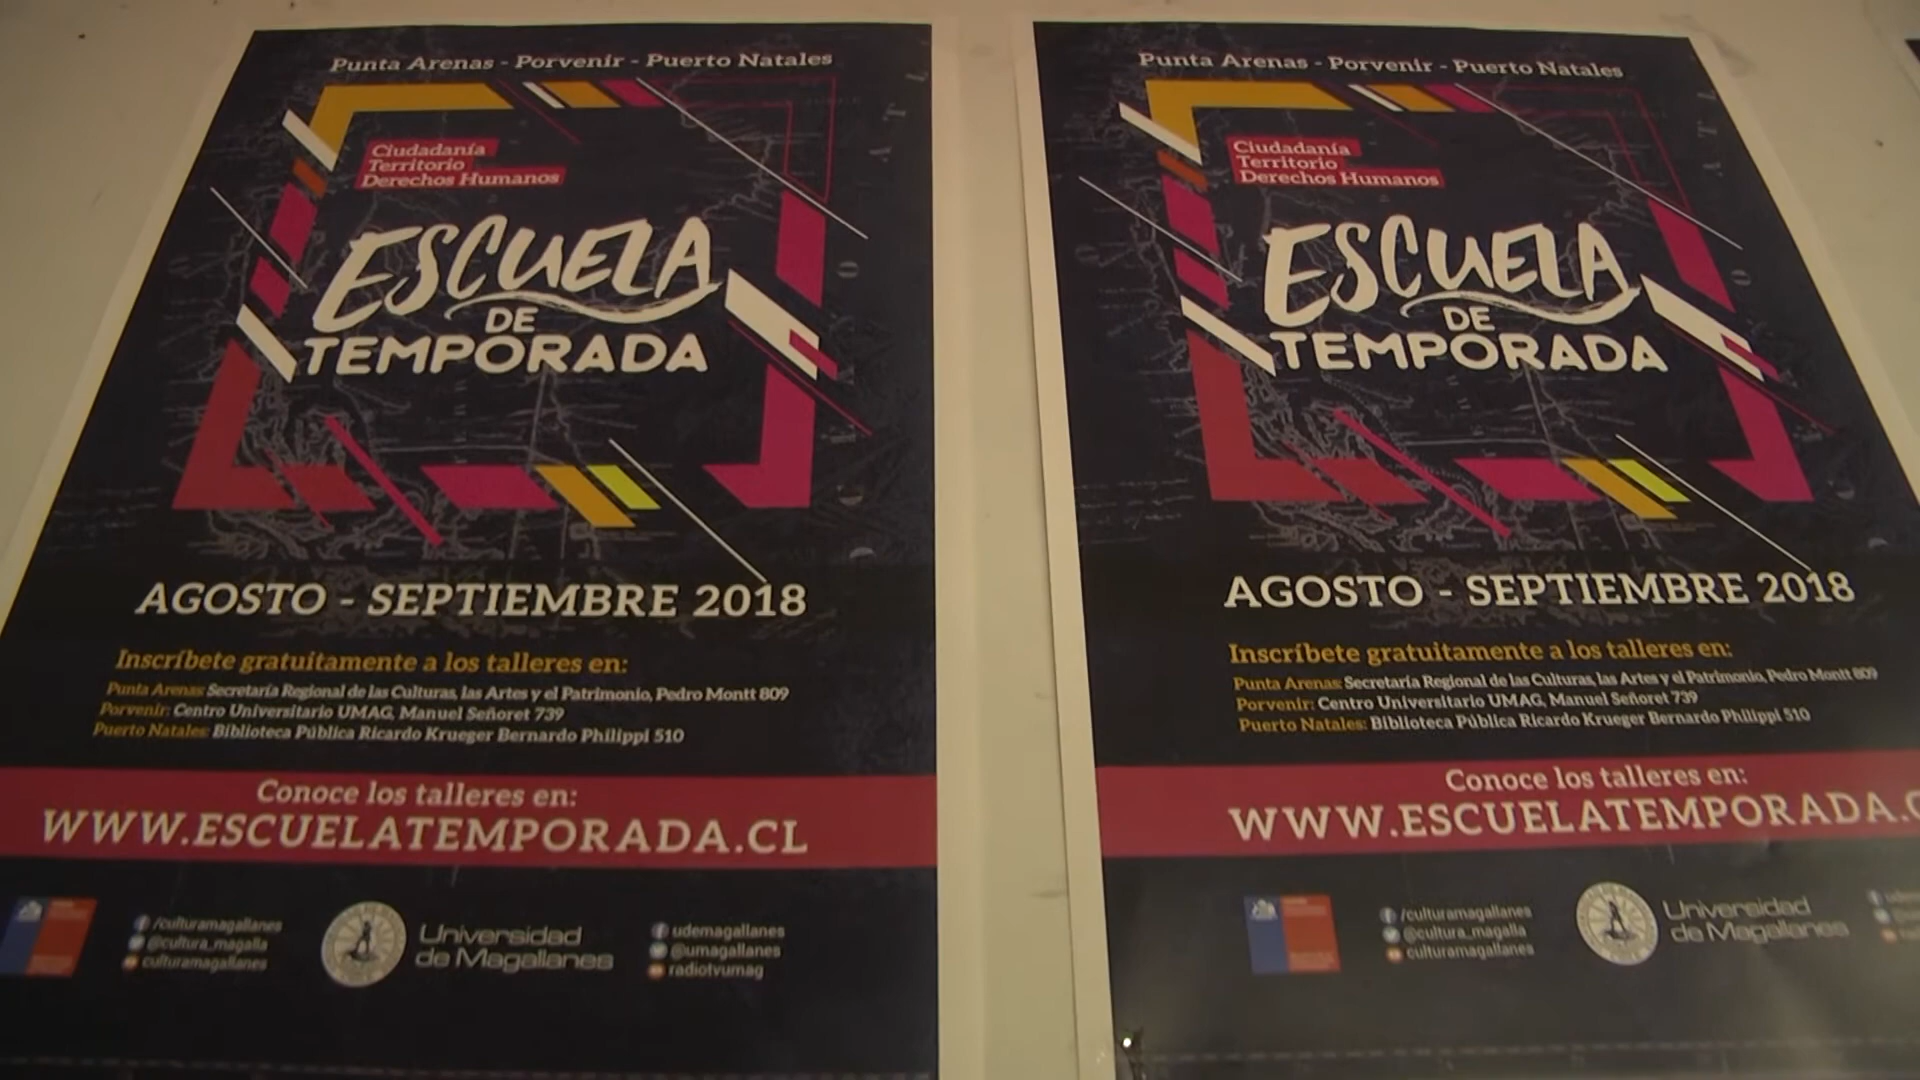 Punta Arenas - Porvenir - Puerto Natales
Ciudadanía
Territorio
Derechos Humanos
ESCUELA
DE
TEMPORADA
AGOSTO - SEPTIEMBRE 2018
Inscríbete gratuitamente a los talleres en:
Punta Arenas: Secretaría Regional de las Culturas, las Artes y el Patrimonio, Pedro Montt 809
Porvenir: Centro Universitario UMAG, Manuel Señoret 739
Puerto Natales: Biblioteca Pública Ricardo Krueger Bernardo Philippi 510
Conoce los talleres en:
WWW.ESCUELATEMPORADA.CL
/culturamagallanes
@cultura_magalla
culturamagallanes
Universidad
de Magallanes
udemagallanes
@umagallanes
radiotvumag
Punta Arenas - Porvenir - Puerto Natales
Ciudadanía
Territorio
Derechos Humanos
ESCUELA
DE
TEMPORADA
AGOSTO - SEPTIEMBRE 2018
Inscríbete gratuitamente a los talleres en:
Punta Arenas: Secretaría Regional de las Culturas, las Artes y el Patrimonio, Pedro Montt 809
Porvenir: Centro Universitario UMAG, Manuel Señoret 739
Puerto Natales: Biblioteca Pública Ricardo Krueger Bernardo Philippi 510
Conoce los talleres en:
WWW.ESCUELATEMPORADA.C
/culturamagallanes
@cultura_magalla
culturamagallanes
Universidad
de Magallanes